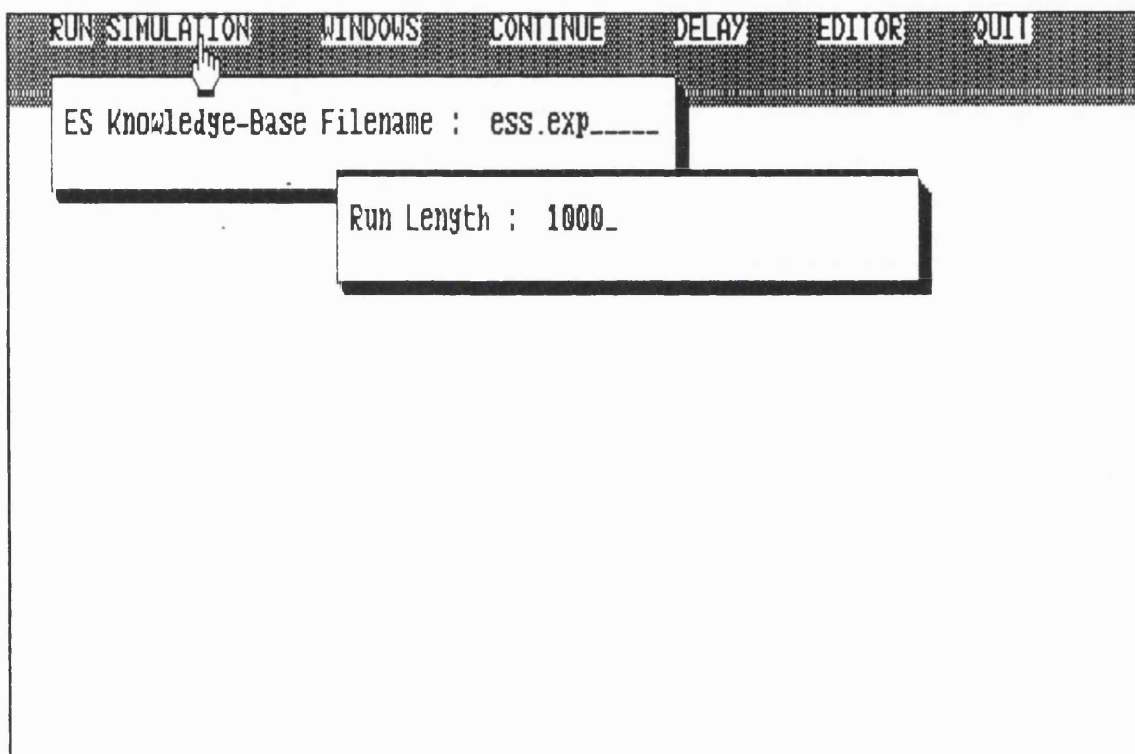 RUN SIMULATION WINDOWS CONTINUE DELAY EDITOR QUIT
ES Knowledge-Base Filename : ess.exp_____
Run Length : 1000_